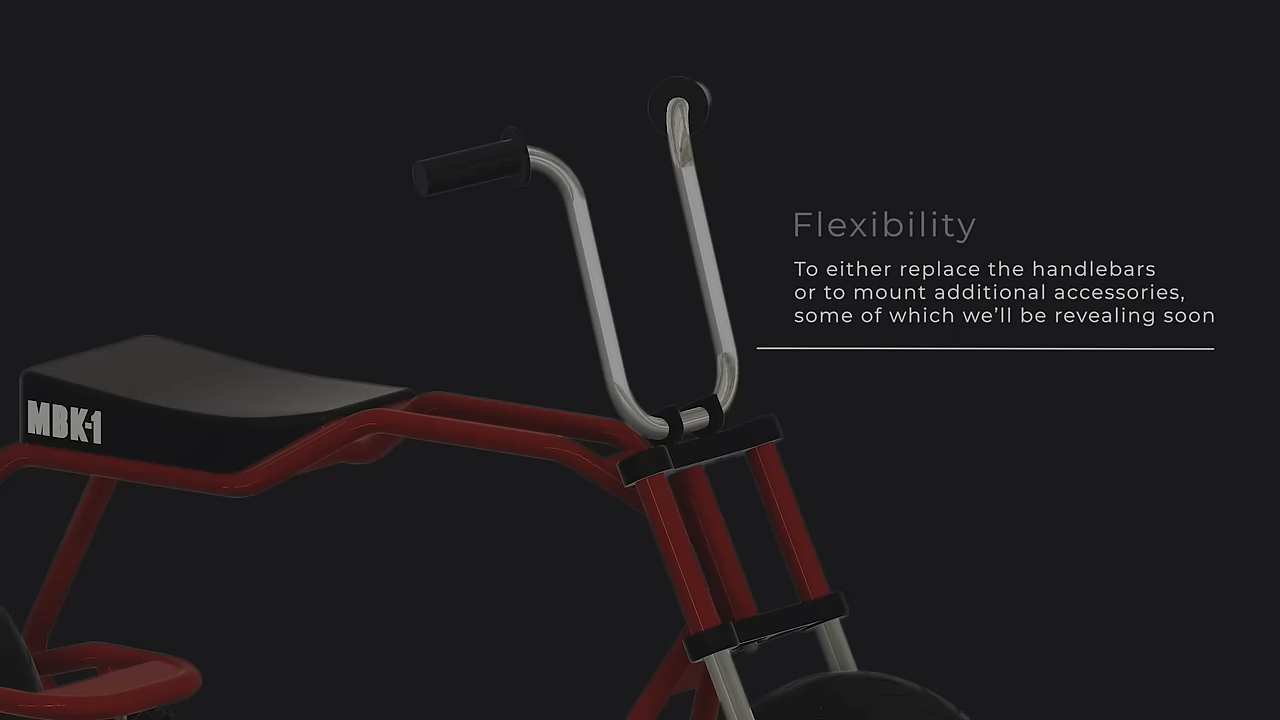 Flexibility
To either replace the handlebars
or to mount additional accessories,
some of which we’ll be revealing soon
MBK-1